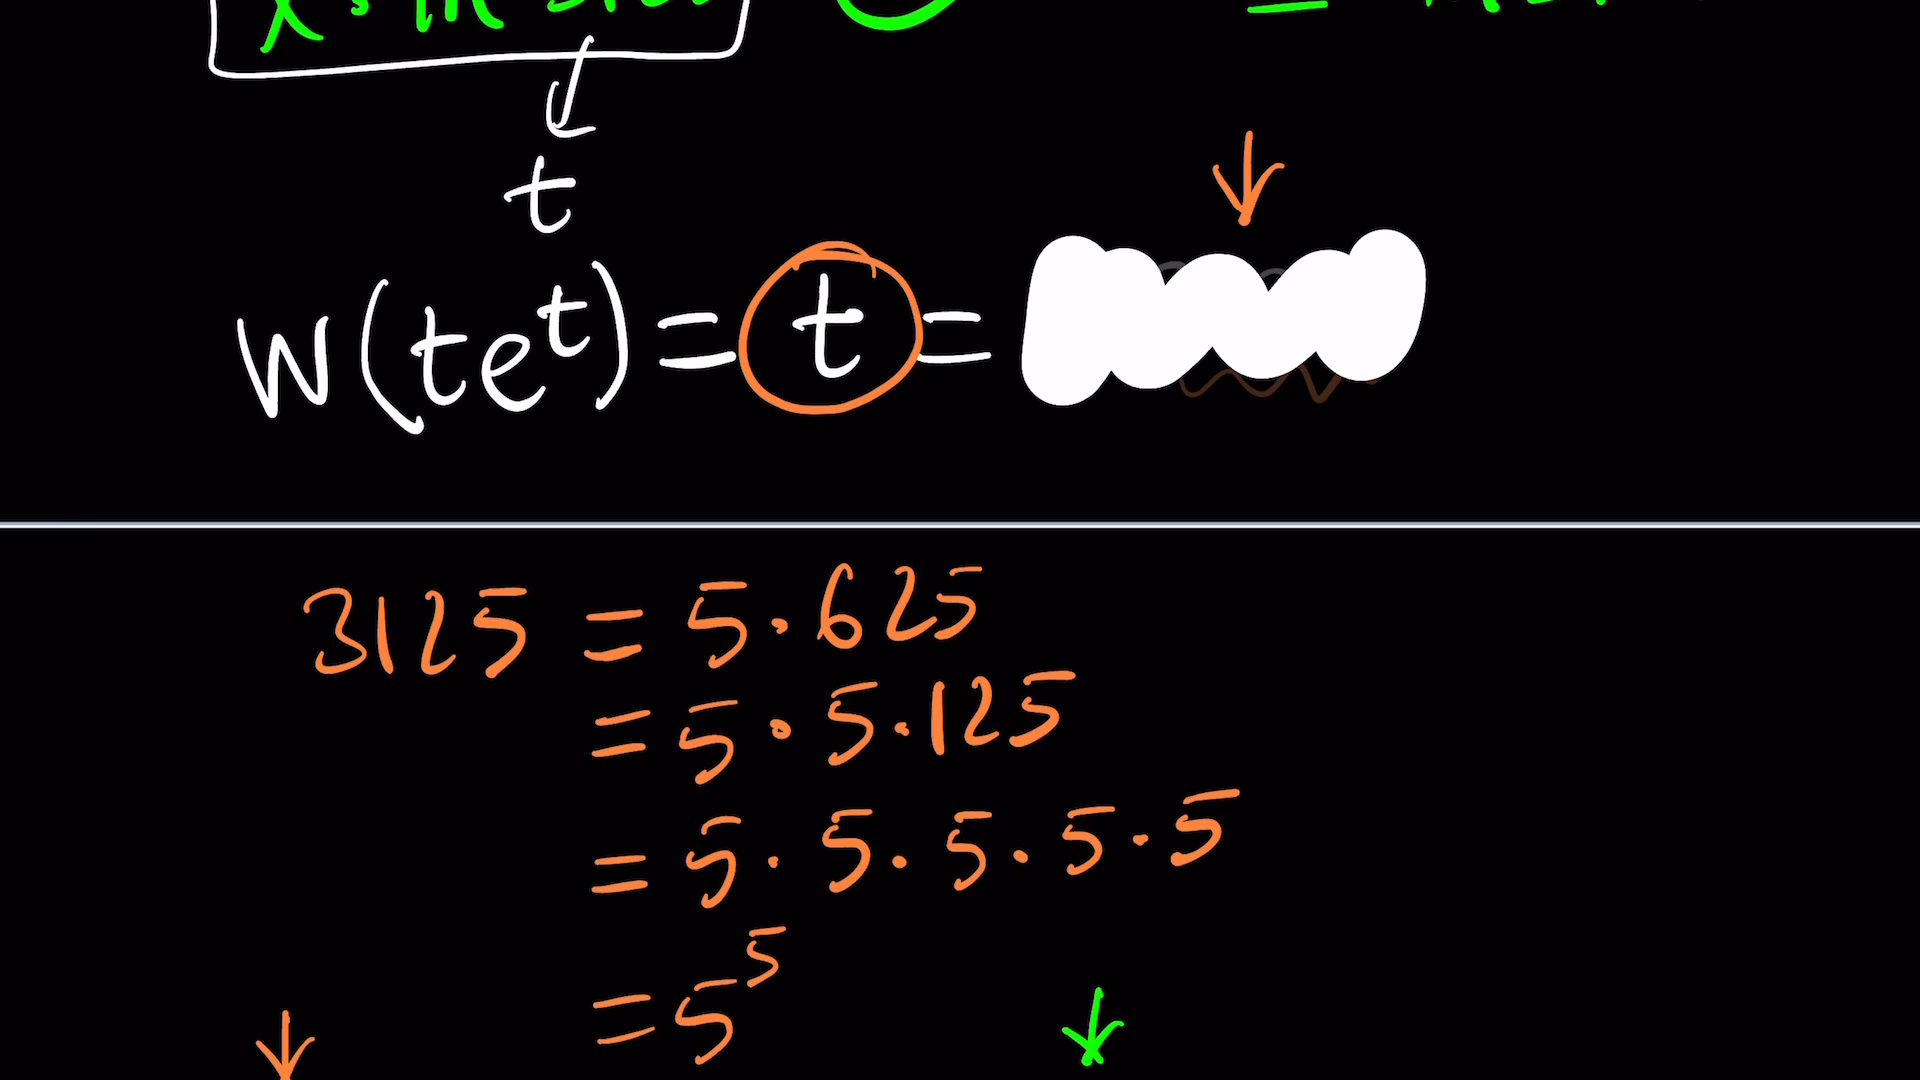 t
W(te^t) = t =
3125 = 5·625
= 5·5·125
= 5·5·5·5·5
= 5^5